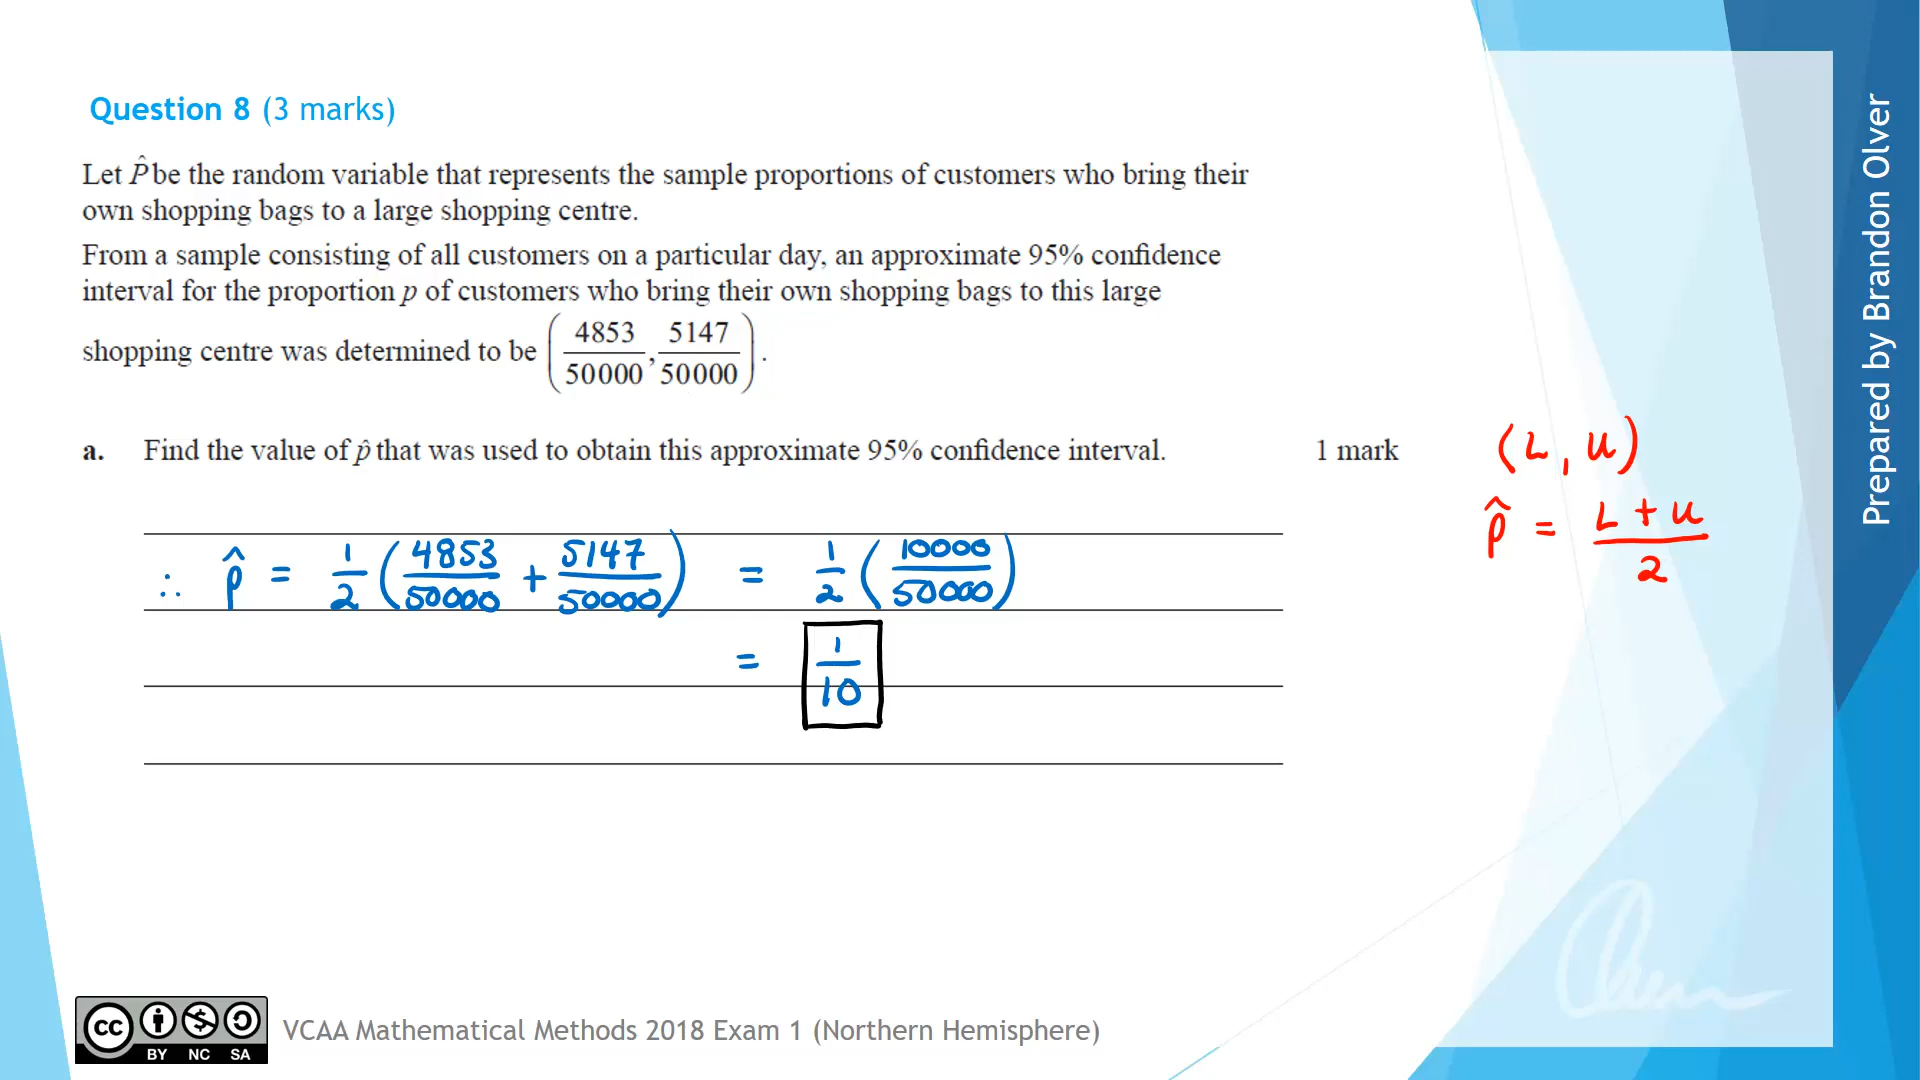 Question 8 (3 marks)
Let P̂ be the random variable that represents the sample proportions of customers who bring their
own shopping bags to a large shopping centre.
From a sample consisting of all customers on a particular day, an approximate 95% confidence
interval for the proportion p of customers who bring their own shopping bags to this large
shopping centre was determined to be (4853/50000, 5147/50000).
a. Find the value of p̂ that was used to obtain this approximate 95% confidence interval. 1 mark
(L, U)
p̂ = (L + U)/2
∴ p̂ = 1/2 (4853/50000 + 5147/50000) = 1/2 (10000/50000)
= 1/10
Prepared by Brandon Olver
cc BY NC SA
VCAA Mathematical Methods 2018 Exam 1 (Northern Hemisphere)